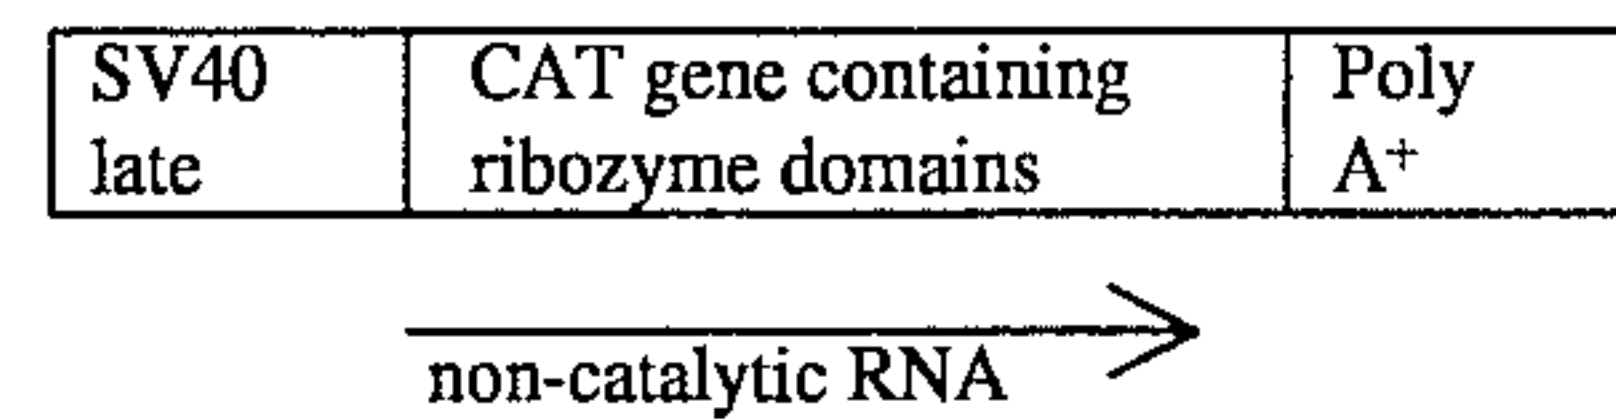 SV40
late
CAT gene containing
ribozyme domains
Poly
A⁺
non-catalytic RNA